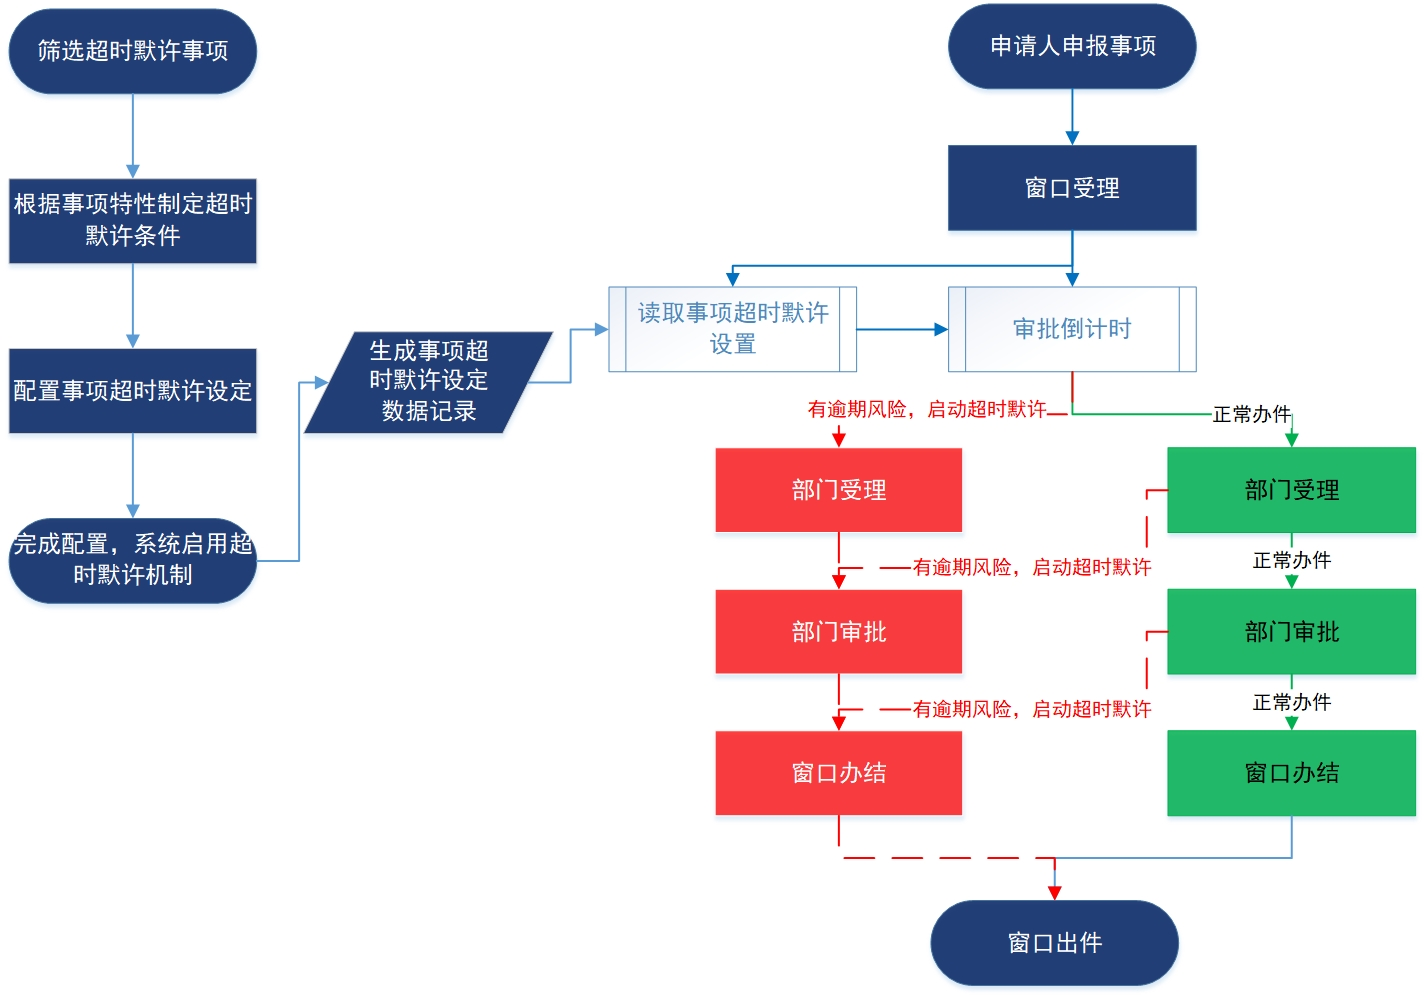 筛选超时默许事项
根据事项特性制定超时
默许条件
配置事项超时默许设定
完成配置，系统启用超
时默许机制
生成事项超
时默许设定
数据记录
申请人申报事项
窗口受理
读取事项超时默许
设置
审批倒计时
有逾期风险，启动超时默许
正常办件
部门受理
部门受理
有逾期风险，启动超时默许
正常办件
部门审批
部门审批
有逾期风险，启动超时默许
正常办件
窗口办结
窗口办结
窗口出件